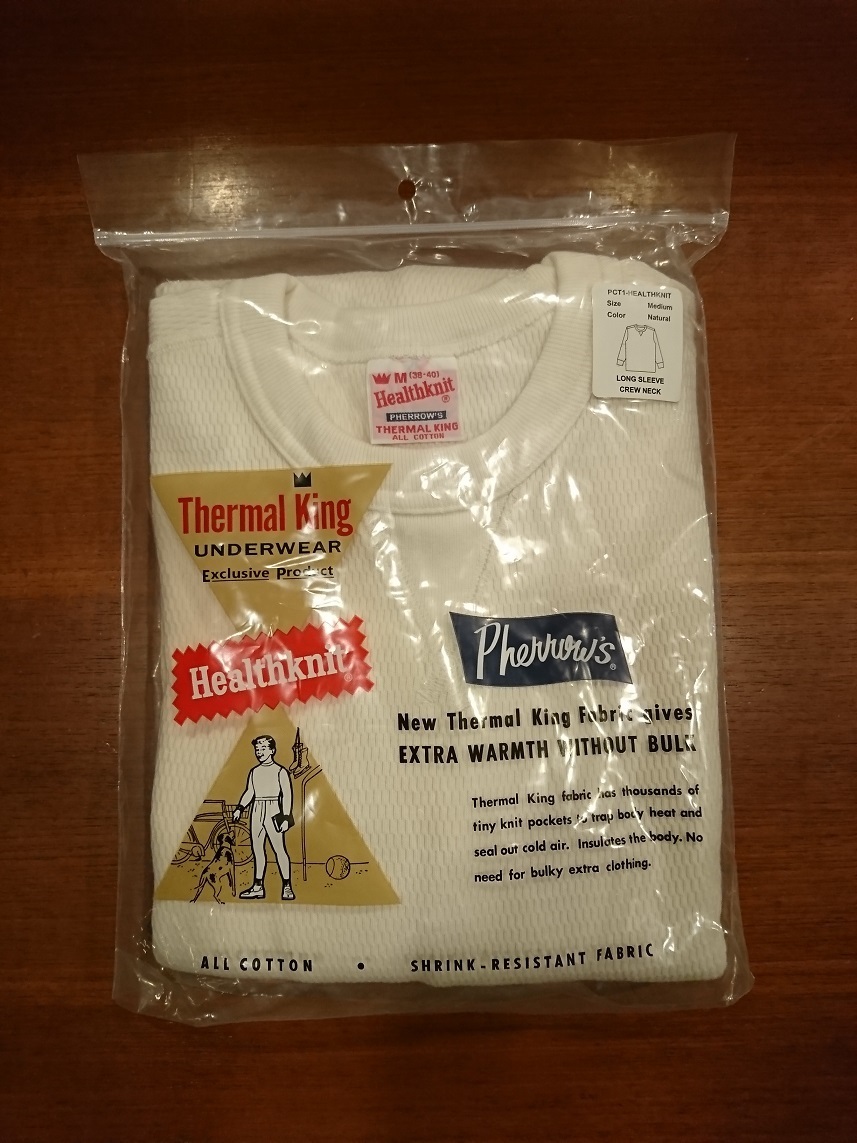 PCT1-HEALTHKNIT
Size Medium
Color Natural
LONG SLEEVE
CREW NECK
M (38-40)
Healthknit®
PHERROW'S
THERMAL KING
ALL COTTON
Thermal King
UNDERWEAR
Exclusive Product
Healthknit®
Pherrow's®
New Thermal King Fabric gives
EXTRA WARMTH WITHOUT BULK
Thermal King fabric has thousands of
tiny knit pockets to trap body heat and
seal out cold air. Insulates the body. No
need for bulky extra clothing.
ALL COTTON • SHRINK-RESISTANT FABRIC